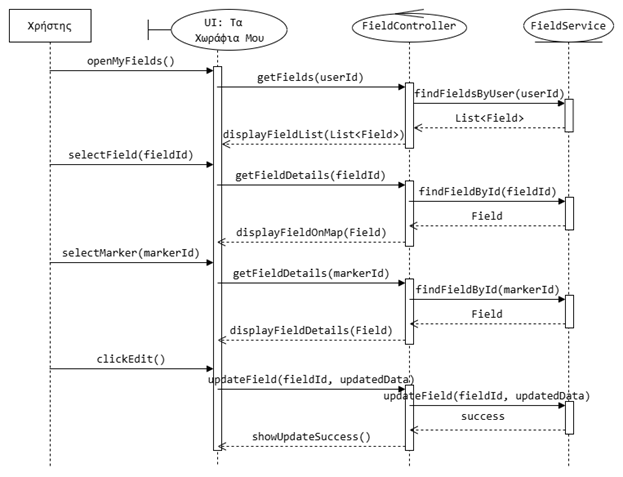 Χρήστης
UI: Τα
Χωράφια Μου
FieldController
FieldService
openMyFields()
getFields(userId)
findFieldsByUser(userId)
List<Field>
displayFieldList(List<Field>)
selectField(fieldId)
getFieldDetails(fieldId)
findFieldById(fieldId)
Field
displayFieldOnMap(Field)
selectMarker(markerId)
getFieldDetails(markerId)
findFieldById(markerId)
Field
displayFieldDetails(Field)
clickEdit()
updateField(fieldId, updatedData)
updateField(fieldId, updatedData)
success
showUpdateSuccess()